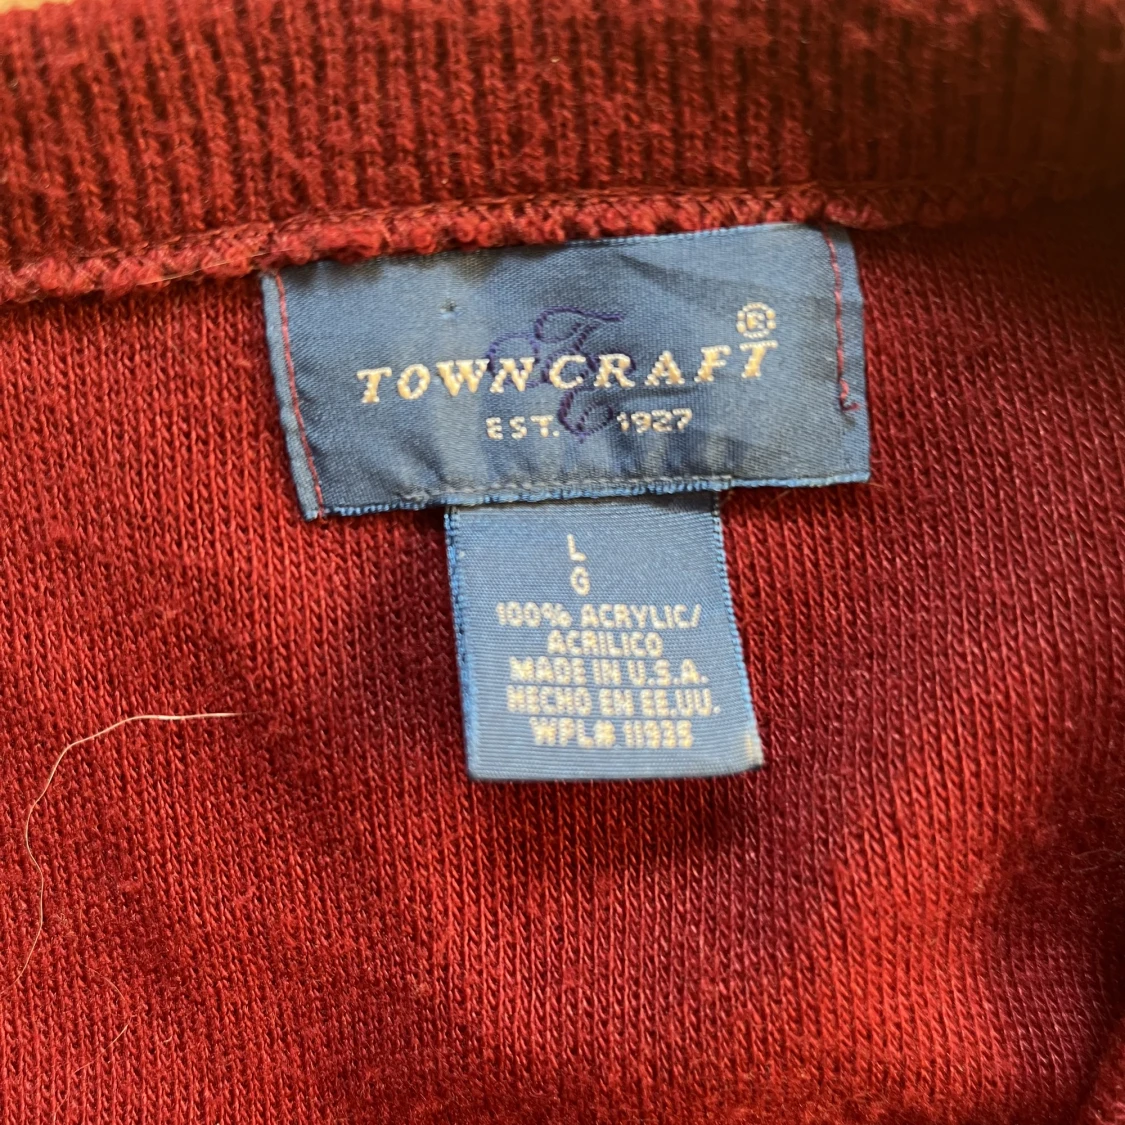 TOWNCRAFT®
EST. 1927
L
G
100% ACRYLIC/
ACRILICO
MADE IN U.S.A.
HECHO EN EE.UU.
WPL# 11935